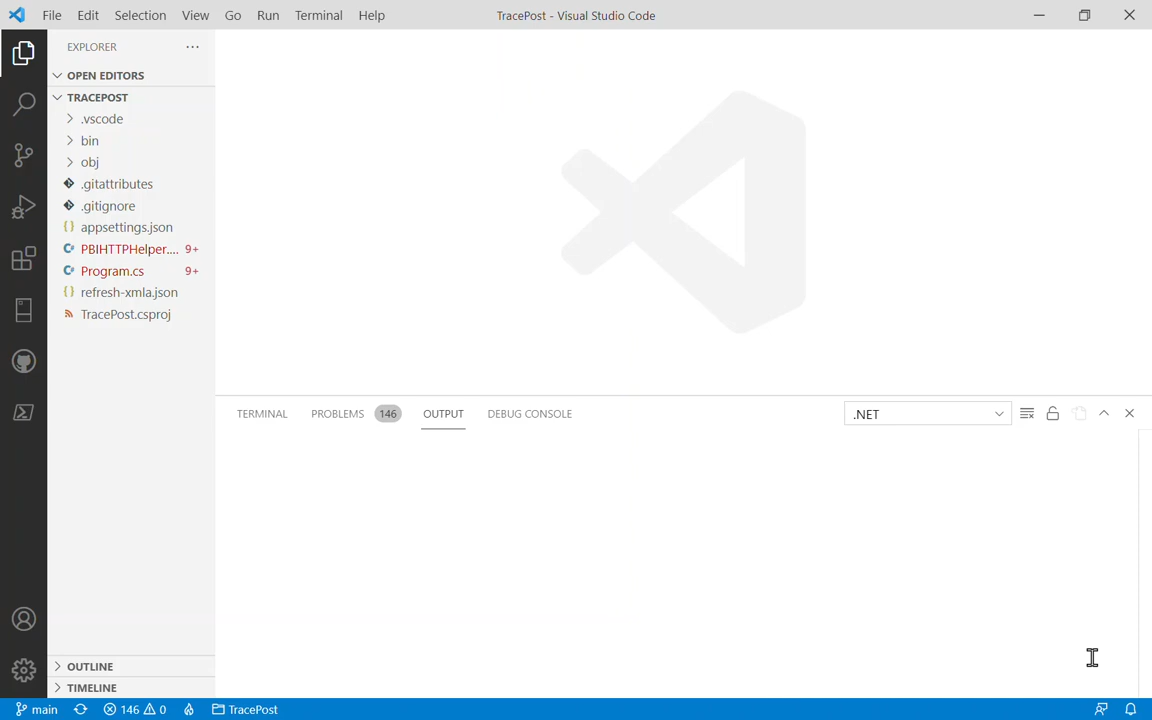 File Edit Selection View Go Run Terminal Help
TracePost - Visual Studio Code
EXPLORER
OPEN EDITORS
TRACEPOST
.vscode
bin
obj
.gitattributes
.gitignore
appsettings.json
PBIHTTPHelper.... 9+
Program.cs 9+
refresh-xmla.json
TracePost.csproj
TERMINAL PROBLEMS 146 OUTPUT DEBUG CONSOLE .NET
OUTLINE
TIMELINE
main 146 0 TracePost